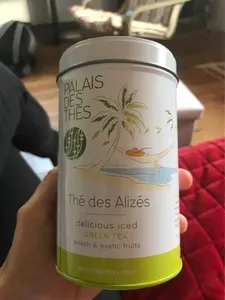 PALAIS
DES
THÉS
Thé des Alizés
delicious iced
GREEN TEA
peach & exotic fruits